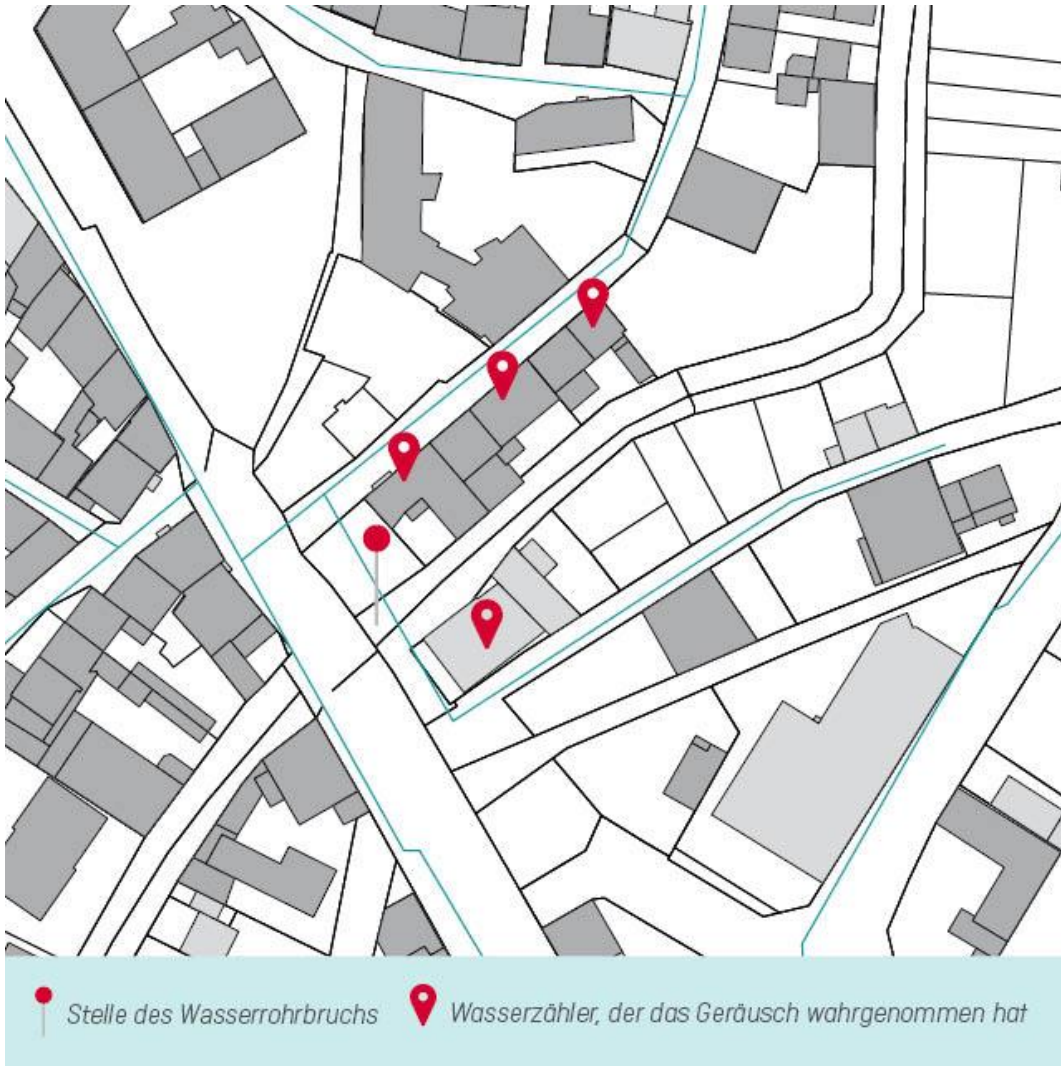 Stelle des Wasserrohrbruchs
Wasserzähler, der das Geräusch wahrgenommen hat